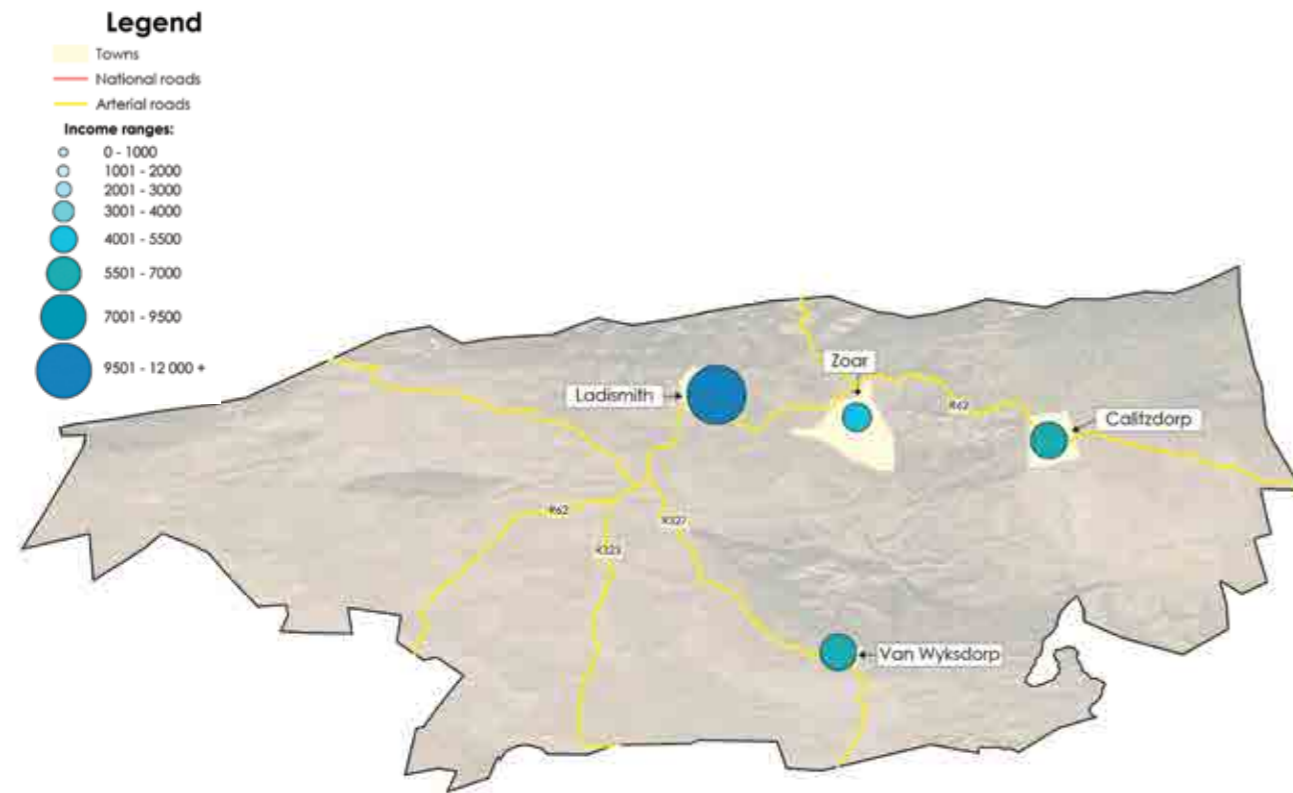 Legend
Towns
National roads
Arterial roads
Income ranges:
0 - 1000
1001 - 2000
2001 - 3000
3001 - 4000
4001 - 5500
5501 - 7000
7001 - 9500
9501 - 12 000 +
Zoar
Ladismith
R62
Calitzdorp
R62
R327
R323
Van Wyksdorp